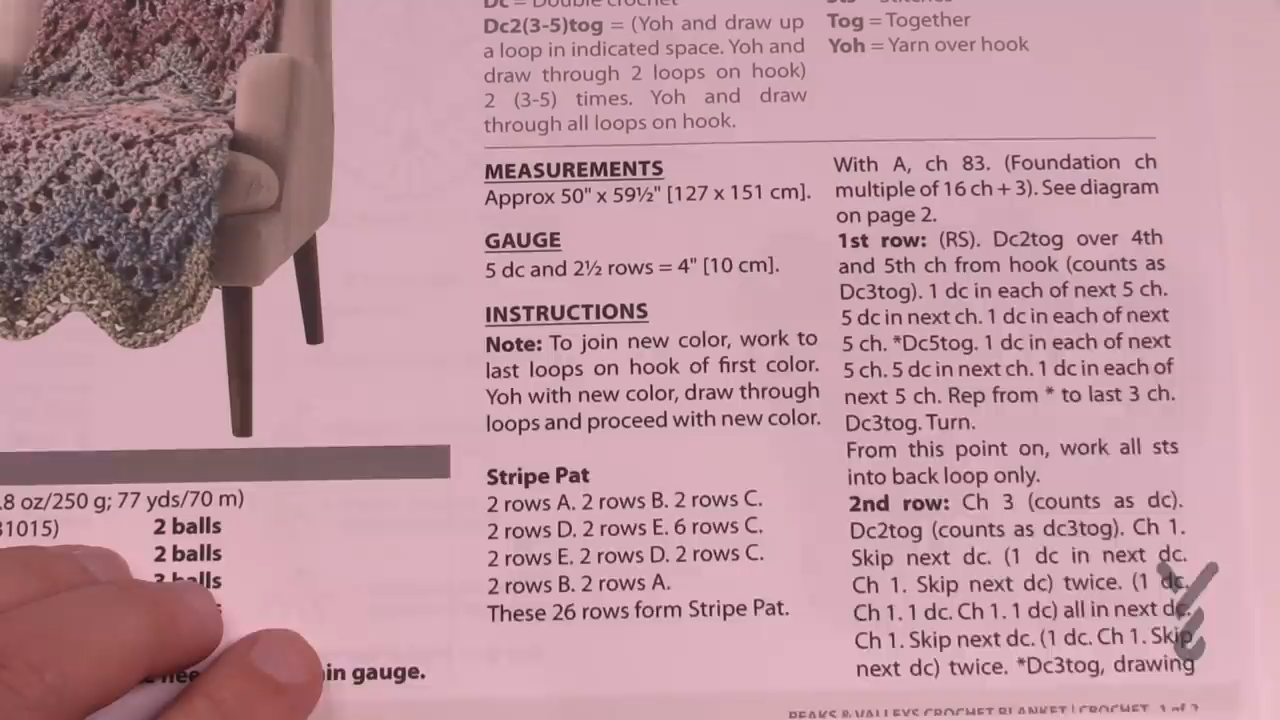 Dc = Double crochet
Dc2(3-5)tog = (Yoh and draw up
a loop in indicated space. Yoh and
draw through 2 loops on hook)
2 (3-5) times. Yoh and draw
through all loops on hook.
Sts = Stitches
Tog = Together
Yoh = Yarn over hook
MEASUREMENTS
Approx 50" x 59½" [127 x 151 cm].
GAUGE
5 dc and 2½ rows = 4" [10 cm].
INSTRUCTIONS
Note: To join new color, work to
last loops on hook of first color.
Yoh with new color, draw through
loops and proceed with new color.
Stripe Pat
2 rows A. 2 rows B. 2 rows C.
2 rows D. 2 rows E. 6 rows C.
2 rows E. 2 rows D. 2 rows C.
2 rows B. 2 rows A.
These 26 rows form Stripe Pat.
With A, ch 83. (Foundation ch
multiple of 16 ch + 3). See diagram
on page 2.
1st row: (RS). Dc2tog over 4th
and 5th ch from hook (counts as
Dc3tog). 1 dc in each of next 5 ch.
5 dc in next ch. 1 dc in each of next
5 ch. *Dc5tog. 1 dc in each of next
5 ch. 5 dc in next ch. 1 dc in each of
next 5 ch. Rep from * to last 3 ch.
Dc3tog. Turn.
From this point on, work all sts
into back loop only.
2nd row: Ch 3 (counts as dc).
Dc2tog (counts as dc3tog). Ch 1.
Skip next dc. (1 dc in next dc.
Ch 1. Skip next dc) twice. (1 dc.
Ch 1. 1 dc. Ch 1. 1 dc) all in next dc.
Ch 1. Skip next dc. (1 dc. Ch 1. Skip
next dc) twice. *Dc3tog, drawing
.8 oz/250 g; 77 yds/70 m)
31015) 2 balls
2 balls
balls
in gauge.
PEAKS & VALLEYS CROCHET BLANKET | CROCHET 1 of